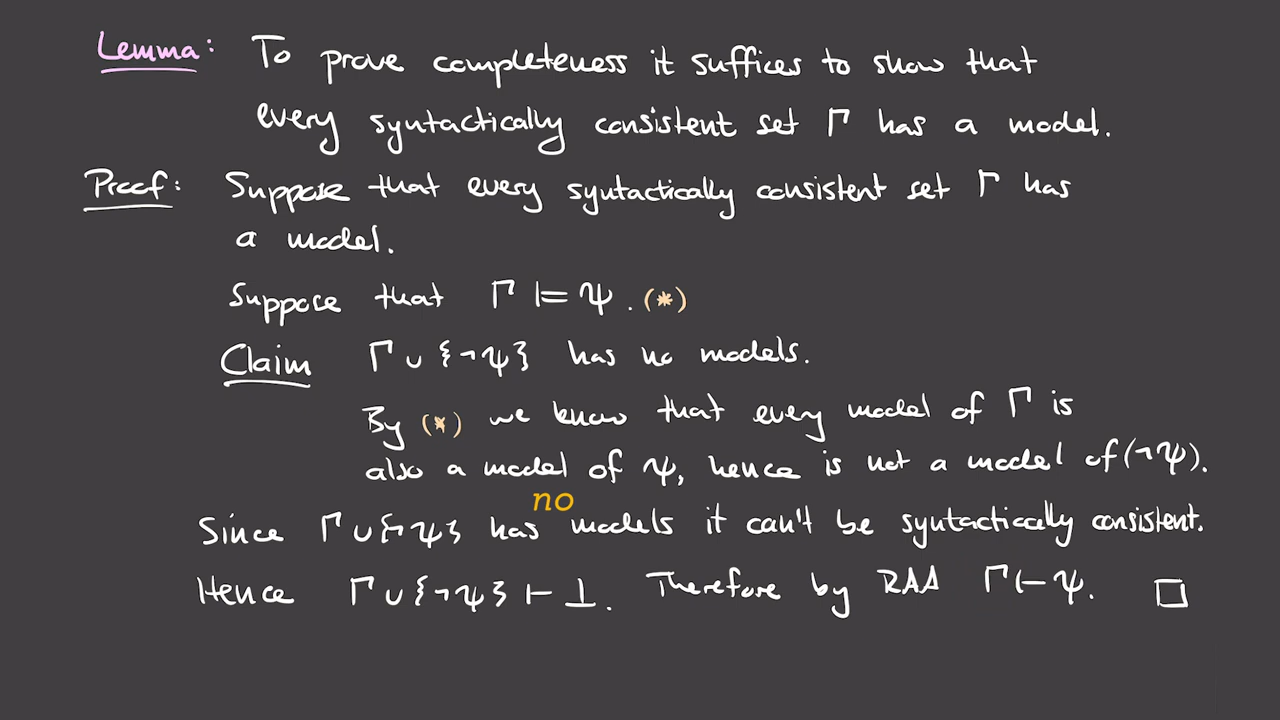 Lemma: To prove completeness it suffices to show that
every syntactically consistent set Γ has a model.
Proof: Suppose that every syntactically consistent set Γ has
a model.
Suppose that Γ ⊨ ψ. (*)
Claim Γ ∪ {¬ψ} has no models.
By (*) we know that every model of Γ is
also a model of ψ, hence is not a model of (¬ψ).
no
Since Γ ∪ {¬ψ} has models it can't be syntactically consistent.
Hence Γ ∪ {¬ψ} ⊢ ⊥. Therefore by RAA Γ ⊢ ψ. □